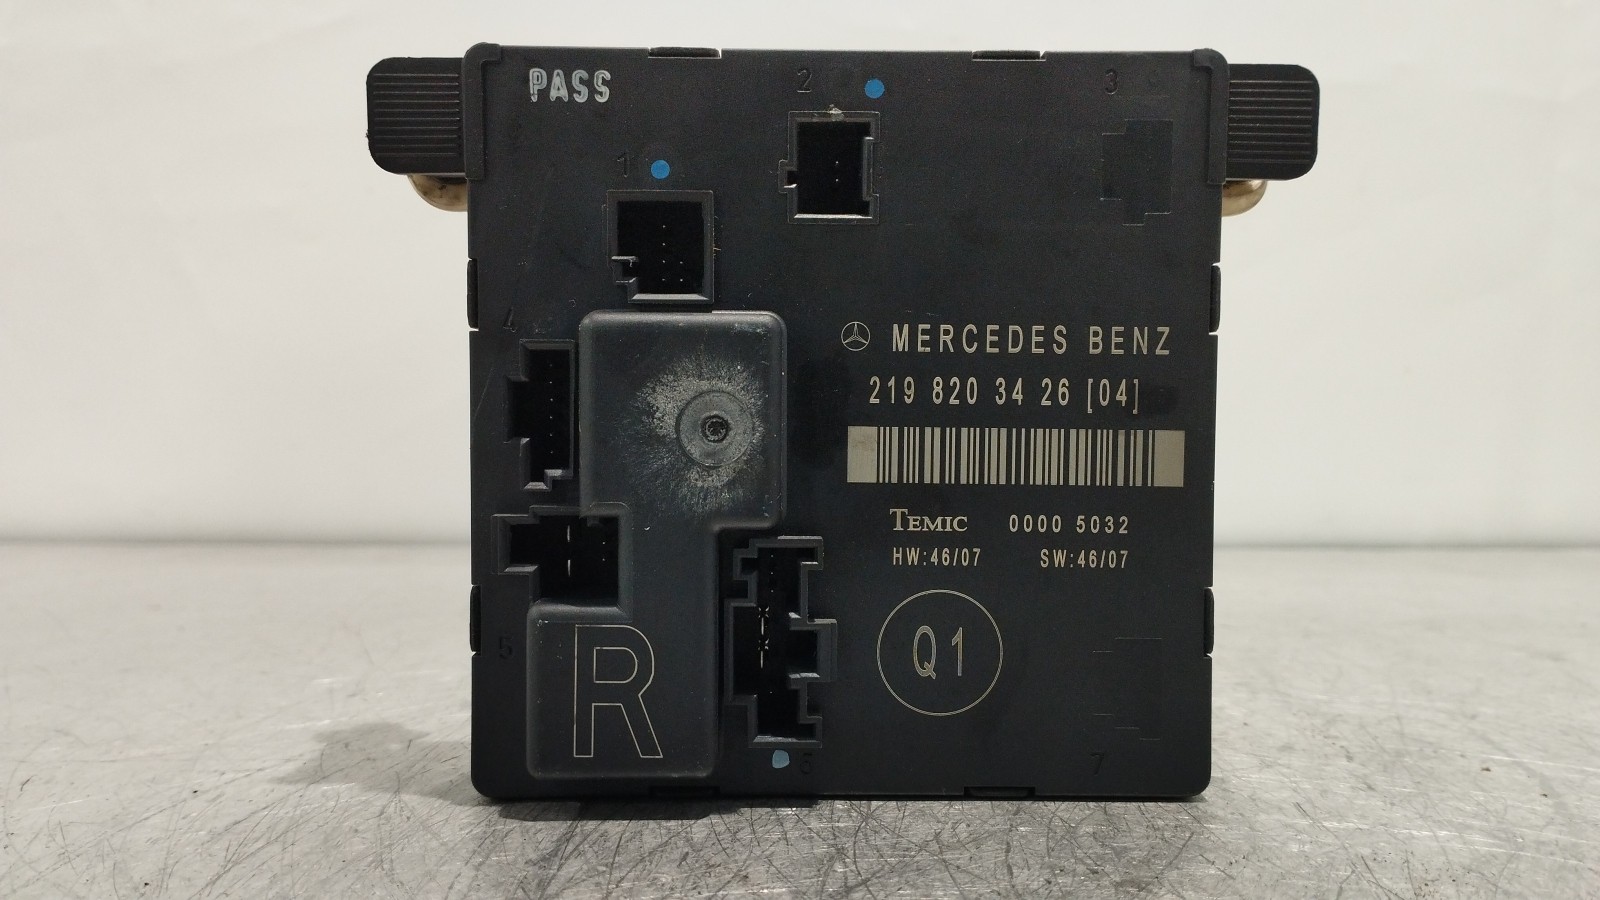 PASS
2
3
1
4
MERCEDES BENZ
219 820 34 26 [04]
TEMIC 0000 5032
HW:46/07 SW:46/07
Q1
5
R
6
7